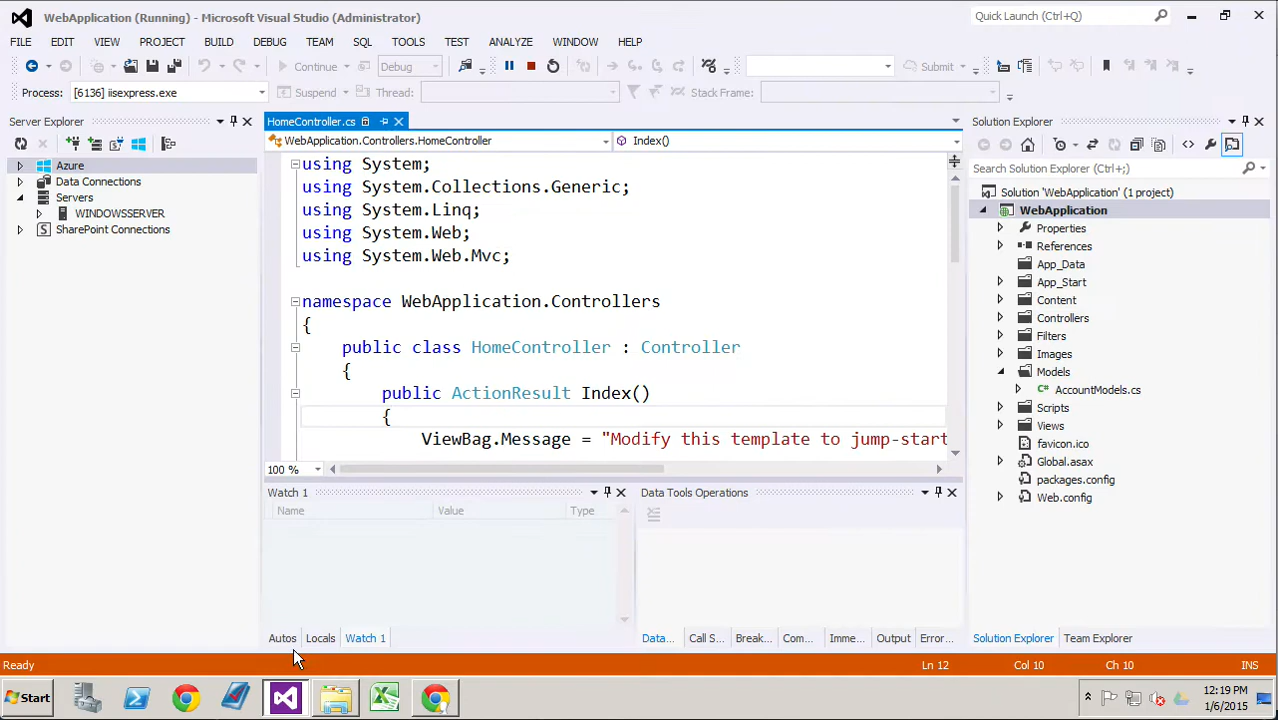 WebApplication (Running) - Microsoft Visual Studio (Administrator)
Quick Launch (Ctrl+Q)
FILE EDIT VIEW PROJECT BUILD DEBUG TEAM SQL TOOLS TEST ANALYZE WINDOW HELP
Continue Debug Submit
Process: [6136] iisexpress.exe Suspend Thread: Stack Frame:
Server Explorer
Azure
Data Connections
Servers
WINDOWSSERVER
SharePoint Connections
HomeController.cs
WebApplication.Controllers.HomeController Index()
using System;
using System.Collections.Generic;
using System.Linq;
using System.Web;
using System.Web.Mvc;
namespace WebApplication.Controllers
{
public class HomeController : Controller
{
public ActionResult Index()
{
ViewBag.Message = "Modify this template to jump-start
100 %
Watch 1
Name Value Type
Autos Locals Watch 1
Data Tools Operations
Data... Call S... Break... Com... Imme... Output Error...
Solution Explorer
Search Solution Explorer (Ctrl+;)
Solution 'WebApplication' (1 project)
WebApplication
Properties
References
App_Data
App_Start
Content
Controllers
Filters
Images
Models
AccountModels.cs
Scripts
Views
favicon.ico
Global.asax
packages.config
Web.config
Solution Explorer Team Explorer
Ready Ln 12 Col 10 Ch 10 INS
Start
12:19 PM
1/6/2015